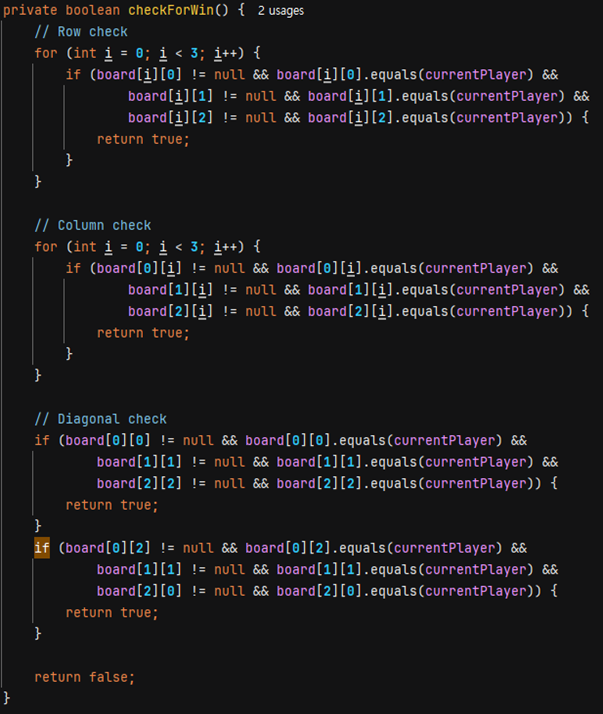 private boolean checkForWin() { 2 usages
    // Row check
    for (int i = 0; i < 3; i++) {
        if (board[i][0] != null && board[i][0].equals(currentPlayer) &&
                board[i][1] != null && board[i][1].equals(currentPlayer) &&
                board[i][2] != null && board[i][2].equals(currentPlayer)) {
            return true;
        }
    }

    // Column check
    for (int i = 0; i < 3; i++) {
        if (board[0][i] != null && board[0][i].equals(currentPlayer) &&
                board[1][i] != null && board[1][i].equals(currentPlayer) &&
                board[2][i] != null && board[2][i].equals(currentPlayer)) {
            return true;
        }
    }

    // Diagonal check
    if (board[0][0] != null && board[0][0].equals(currentPlayer) &&
            board[1][1] != null && board[1][1].equals(currentPlayer) &&
            board[2][2] != null && board[2][2].equals(currentPlayer)) {
        return true;
    }
    if (board[0][2] != null && board[0][2].equals(currentPlayer) &&
            board[1][1] != null && board[1][1].equals(currentPlayer) &&
            board[2][0] != null && board[2][0].equals(currentPlayer)) {
        return true;
    }

    return false;
}